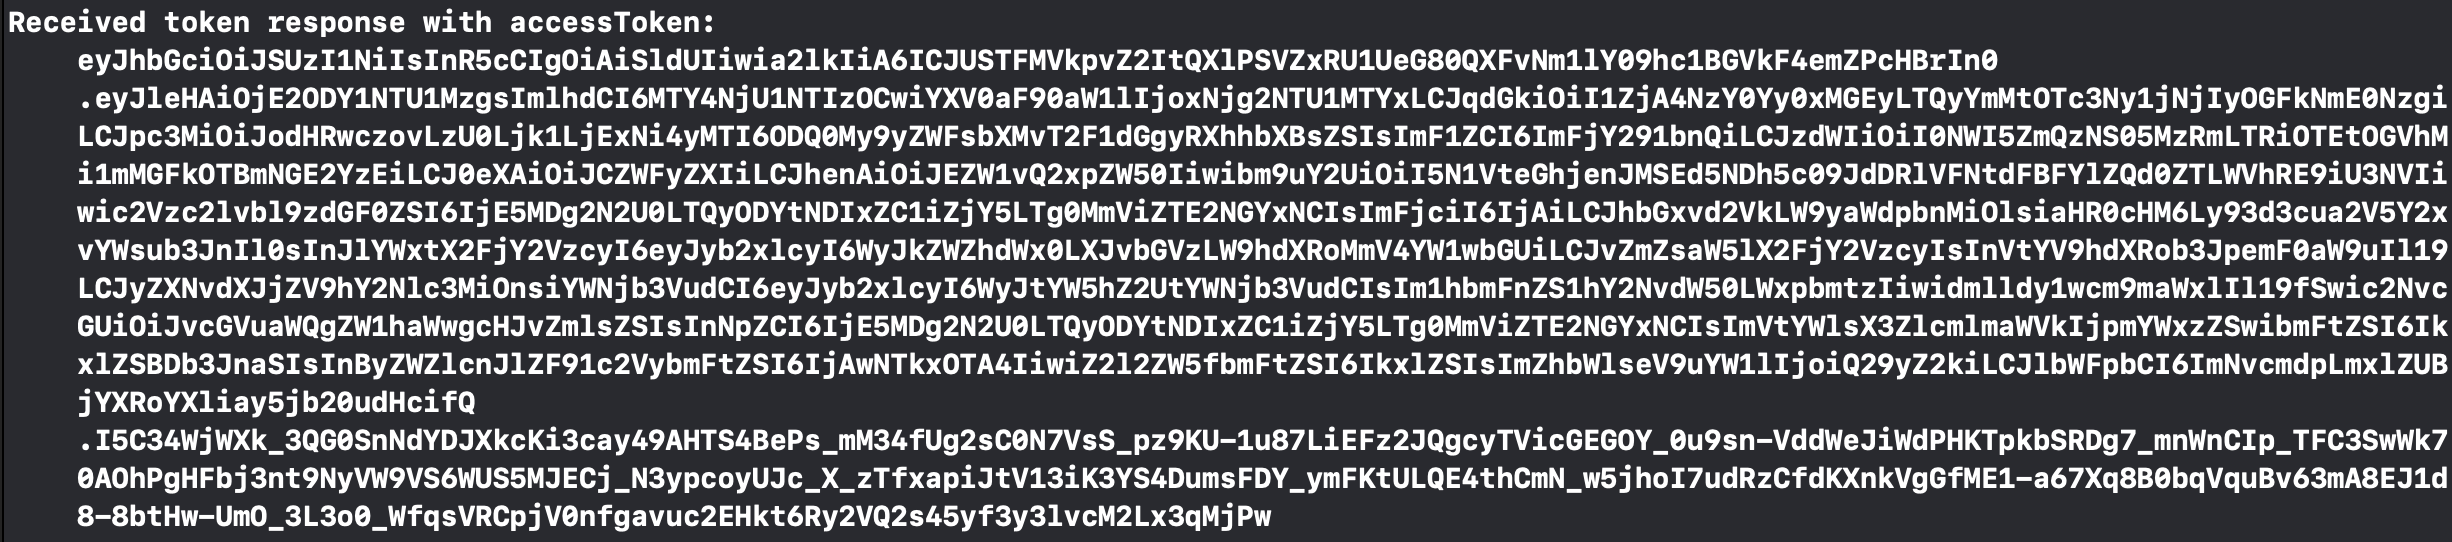 Received token response with accessToken:
eyJhbGciOiJSUzI1NiIsInR5cCIgOiAiSldUIiwia2lkIiA6ICJUSTFMVkpvZ2ItQXlPSVZxRU1UeG80QXFvNm1lY09hc1BGVkF4emZPcHBrIn0
.eyJleHAiOjE2ODY1NTU1MzgsImlhdCI6MTY4NjU1NTIzOCwiYXV0aF90aW1lIjoxNjg2NTU1MTYxLCJqdGkiOiI1ZjA4NzY0Yy0xMGEyLTQyYmMtOTc3Ny1jNjIyOGFkNmE0Nzgi
LCJpc3MiOiJodHRwczovLzU0Ljk1LjExNi4yMTI6ODQ0My9yZWFsbXMvT2F1dGgyRXhhbXBsZSIsImF1ZCI6ImFjY291bnQiLCJzdWIiOiI0NWI5ZmQzNS05MzRmLTRiOTEtOGVhM
i1mMGFkOTBmNGE2YzEiLCJ0eXAiOiJCZWFyZXIiLCJhenAiOiJEZW1vQ2xpZW50Iiwibm9uY2UiOiI5N1VteGhjenJMSEd5NDh5c09JdDRlVFNtdFBFYlZQd0ZTLWVhRE9iU3NVIi
wic2Vzc2lvbl9zdGF0ZSI6IjE5MDg2N2U0LTQyODYtNDIxZC1iZjY5LTg0MmViZTE2NGYxNCIsImFjciI6IjAiLCJhbGxvd2VkLW9yaWdpbnMiOlsiaHR0cHM6Ly93d3cua2V5Y2x
vYWsub3JnIl0sInJlYWxtX2FjY2VzcyI6eyJyb2xlcyI6WyJkZWZhdWx0LXJvbGVzLW9hdXRoMmV4YW1wbGUiLCJvZmZsaW5lX2FjY2VzcyIsInVtYV9hdXRob3JpemF0aW9uIl19
LCJyZXNvdXJjZV9hY2Nlc3MiOnsiYWNjb3VudCI6eyJyb2xlcyI6WyJtYW5hZ2UtYWNjb3VudCIsIm1hbmFnZS1hY2NvdW50LWxpbmtzIiwidmlldy1wcm9maWxlIl19fSwic2Nvc
GUiOiJvcGVuaWQgZW1haWwgcHJvZmlsZSIsInNpZCI6IjE5MDg2N2U0LTQyODYtNDIxZC1iZjY5LTg0MmViZTE2NGYxNCIsImVtYWlsX3ZlcmlmaWVkIjpmYWxzZSwibmFtZSI6Ik
xlZSBDb3JnaSIsInByZWZlcnJlZF91c2VybmFtZSI6IjAwNTkxOTA4IiwiZ2l2ZW5fbmFtZSI6IkxlZSIsImZhbWlseV9uYW1lIjoiQ29yZ2kiLCJlbWFpbCI6ImNvcmdpLmxlZUB
jYXRoYXliay5jb20udHcifQ
.I5C34WjWXk_3QG0SnNdYDJXkcKi3cay49AHTS4BePs_mM34fUg2sC0N7VsS_pz9KU-1u87LiEFz2JQgcyTVicGEGOY_0u9sn-VddWeJiWdPHKTpkbSRDg7_mnWnCIp_TFC3SwWk7
0AOhPgHFbj3nt9NyVW9VS6WUS5MJECj_N3ypcoyUJc_X_zTfxapiJtV13iK3YS4DumsFDY_ymFKtULQE4thCmN_w5jhoI7udRzCfdKXnkVgGfME1-a67Xq8B0bqVquBv63mA8EJ1d
8-8btHw-UmO_3L3o0_WfqsVRCpjV0nfgavuc2EHkt6Ry2VQ2s45yf3y3lvcM2Lx3qMjPw